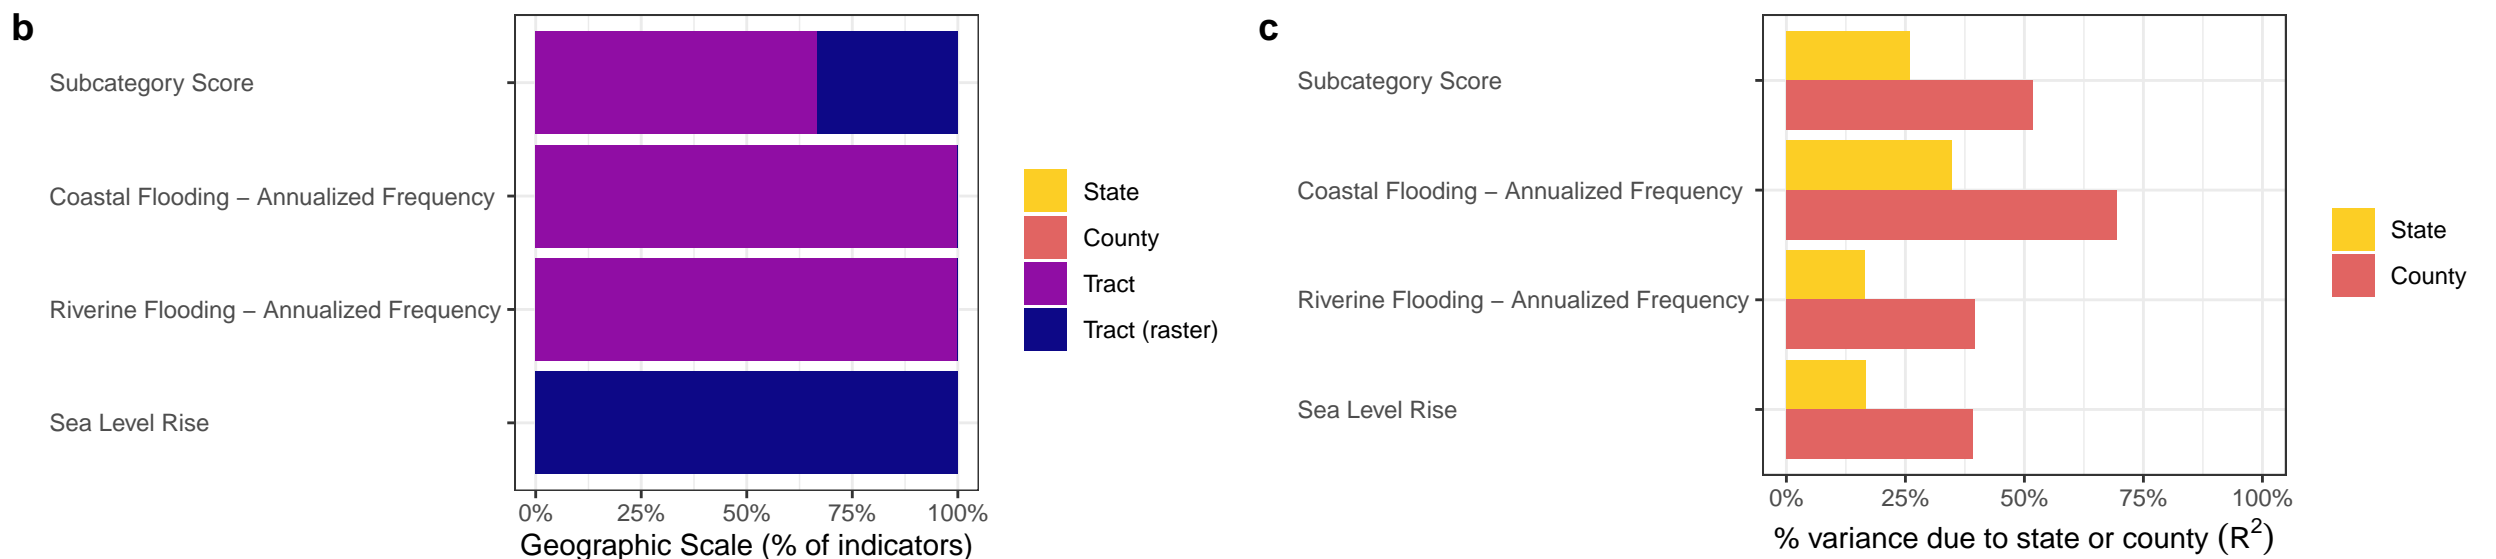 b
Subcategory Score
Coastal Flooding – Annualized Frequency
Riverine Flooding – Annualized Frequency
Sea Level Rise
0% 25% 50% 75% 100%
Geographic Scale (% of indicators)
State
County
Tract
Tract (raster)
c
Subcategory Score
Coastal Flooding – Annualized Frequency
Riverine Flooding – Annualized Frequency
Sea Level Rise
0% 25% 50% 75% 100%
% variance due to state or county (R²)
State
County